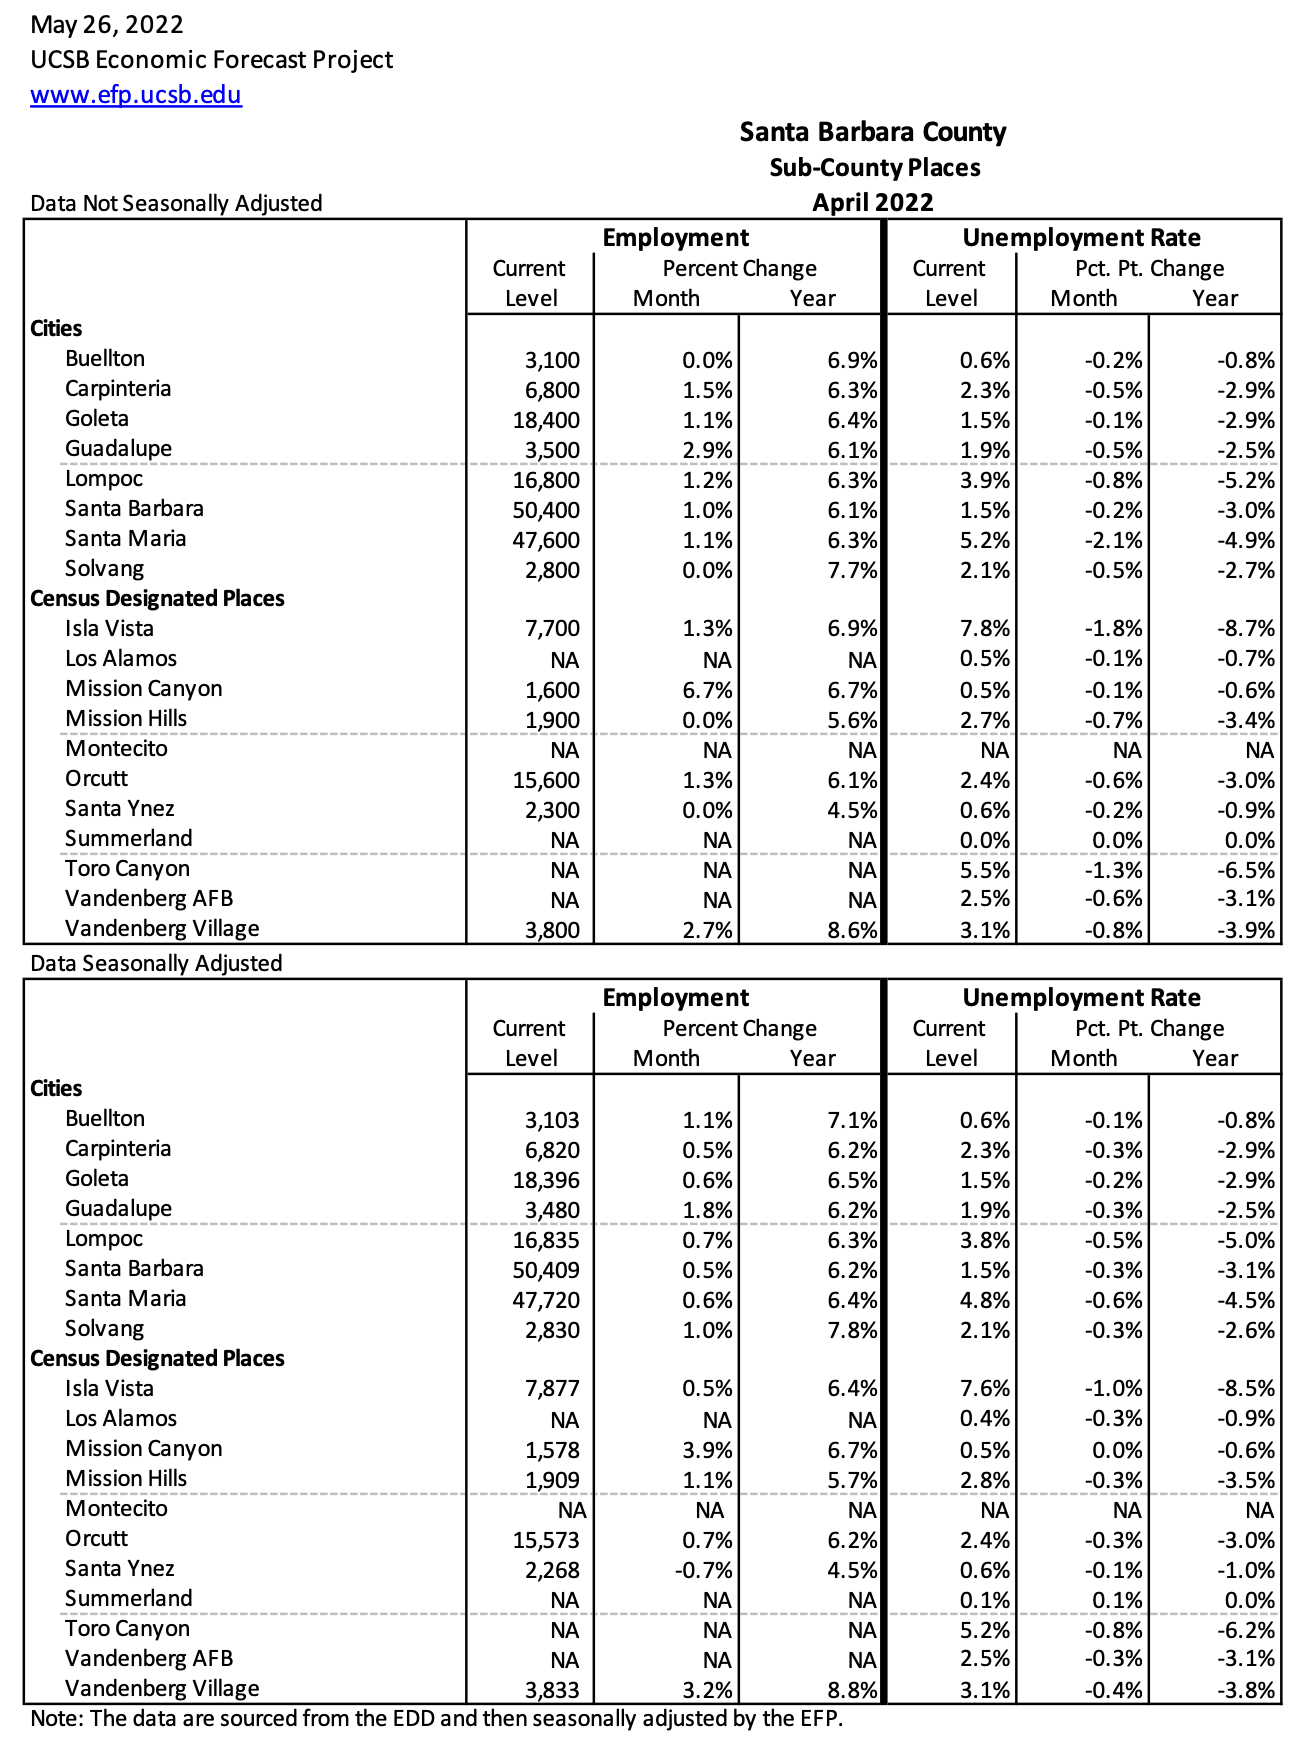 May 26, 2022
UCSB Economic Forecast Project
www.efp.ucsb.edu
Santa Barbara County
Sub-County Places
Data Not Seasonally Adjusted April 2022
Employment Unemployment Rate
Current Percent Change Current Pct. Pt. Change
Level Month Year Level Month Year
Cities
Buellton 3,100 0.0% 6.9% 0.6% -0.2% -0.8%
Carpinteria 6,800 1.5% 6.3% 2.3% -0.5% -2.9%
Goleta 18,400 1.1% 6.4% 1.5% -0.1% -2.9%
Guadalupe 3,500 2.9% 6.1% 1.9% -0.5% -2.5%
Lompoc 16,800 1.2% 6.3% 3.9% -0.8% -5.2%
Santa Barbara 50,400 1.0% 6.1% 1.5% -0.2% -3.0%
Santa Maria 47,600 1.1% 6.3% 5.2% -2.1% -4.9%
Solvang 2,800 0.0% 7.7% 2.1% -0.5% -2.7%
Census Designated Places
Isla Vista 7,700 1.3% 6.9% 7.8% -1.8% -8.7%
Los Alamos NA NA NA 0.5% -0.1% -0.7%
Mission Canyon 1,600 6.7% 6.7% 0.5% -0.1% -0.6%
Mission Hills 1,900 0.0% 5.6% 2.7% -0.7% -3.4%
Montecito NA NA NA NA NA NA
Orcutt 15,600 1.3% 6.1% 2.4% -0.6% -3.0%
Santa Ynez 2,300 0.0% 4.5% 0.6% -0.2% -0.9%
Summerland NA NA NA 0.0% 0.0% 0.0%
Toro Canyon NA NA NA 5.5% -1.3% -6.5%
Vandenberg AFB NA NA NA 2.5% -0.6% -3.1%
Vandenberg Village 3,800 2.7% 8.6% 3.1% -0.8% -3.9%
Data Seasonally Adjusted
Employment Unemployment Rate
Current Percent Change Current Pct. Pt. Change
Level Month Year Level Month Year
Cities
Buellton 3,103 1.1% 7.1% 0.6% -0.1% -0.8%
Carpinteria 6,820 0.5% 6.2% 2.3% -0.3% -2.9%
Goleta 18,396 0.6% 6.5% 1.5% -0.2% -2.9%
Guadalupe 3,480 1.8% 6.2% 1.9% -0.3% -2.5%
Lompoc 16,835 0.7% 6.3% 3.8% -0.5% -5.0%
Santa Barbara 50,409 0.5% 6.2% 1.5% -0.3% -3.1%
Santa Maria 47,720 0.6% 6.4% 4.8% -0.6% -4.5%
Solvang 2,830 1.0% 7.8% 2.1% -0.3% -2.6%
Census Designated Places
Isla Vista 7,877 0.5% 6.4% 7.6% -1.0% -8.5%
Los Alamos NA NA NA 0.4% -0.3% -0.9%
Mission Canyon 1,578 3.9% 6.7% 0.5% 0.0% -0.6%
Mission Hills 1,909 1.1% 5.7% 2.8% -0.3% -3.5%
Montecito NA NA NA NA NA NA
Orcutt 15,573 0.7% 6.2% 2.4% -0.3% -3.0%
Santa Ynez 2,268 -0.7% 4.5% 0.6% -0.1% -1.0%
Summerland NA NA NA 0.1% 0.1% 0.0%
Toro Canyon NA NA NA 5.2% -0.8% -6.2%
Vandenberg AFB NA NA NA 2.5% -0.3% -3.1%
Vandenberg Village 3,833 3.2% 8.8% 3.1% -0.4% -3.8%
Note: The data are sourced from the EDD and then seasonally adjusted by the EFP.